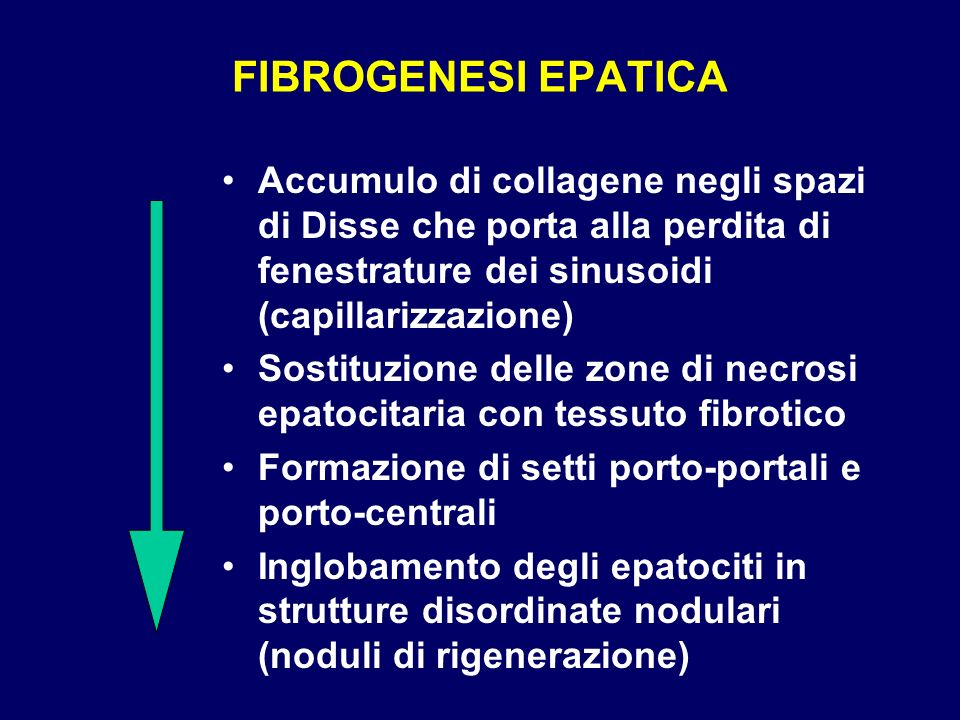 FIBROGENESI EPATICA
• Accumulo di collagene negli spazi
di Disse che porta alla perdita di
fenestrature dei sinusoidi
(capillarizzazione)
• Sostituzione delle zone di necrosi
epatocitaria con tessuto fibrotico
• Formazione di setti porto-portali e
porto-centrali
• Inglobamento degli epatociti in
strutture disordinate nodulari
(noduli di rigenerazione)